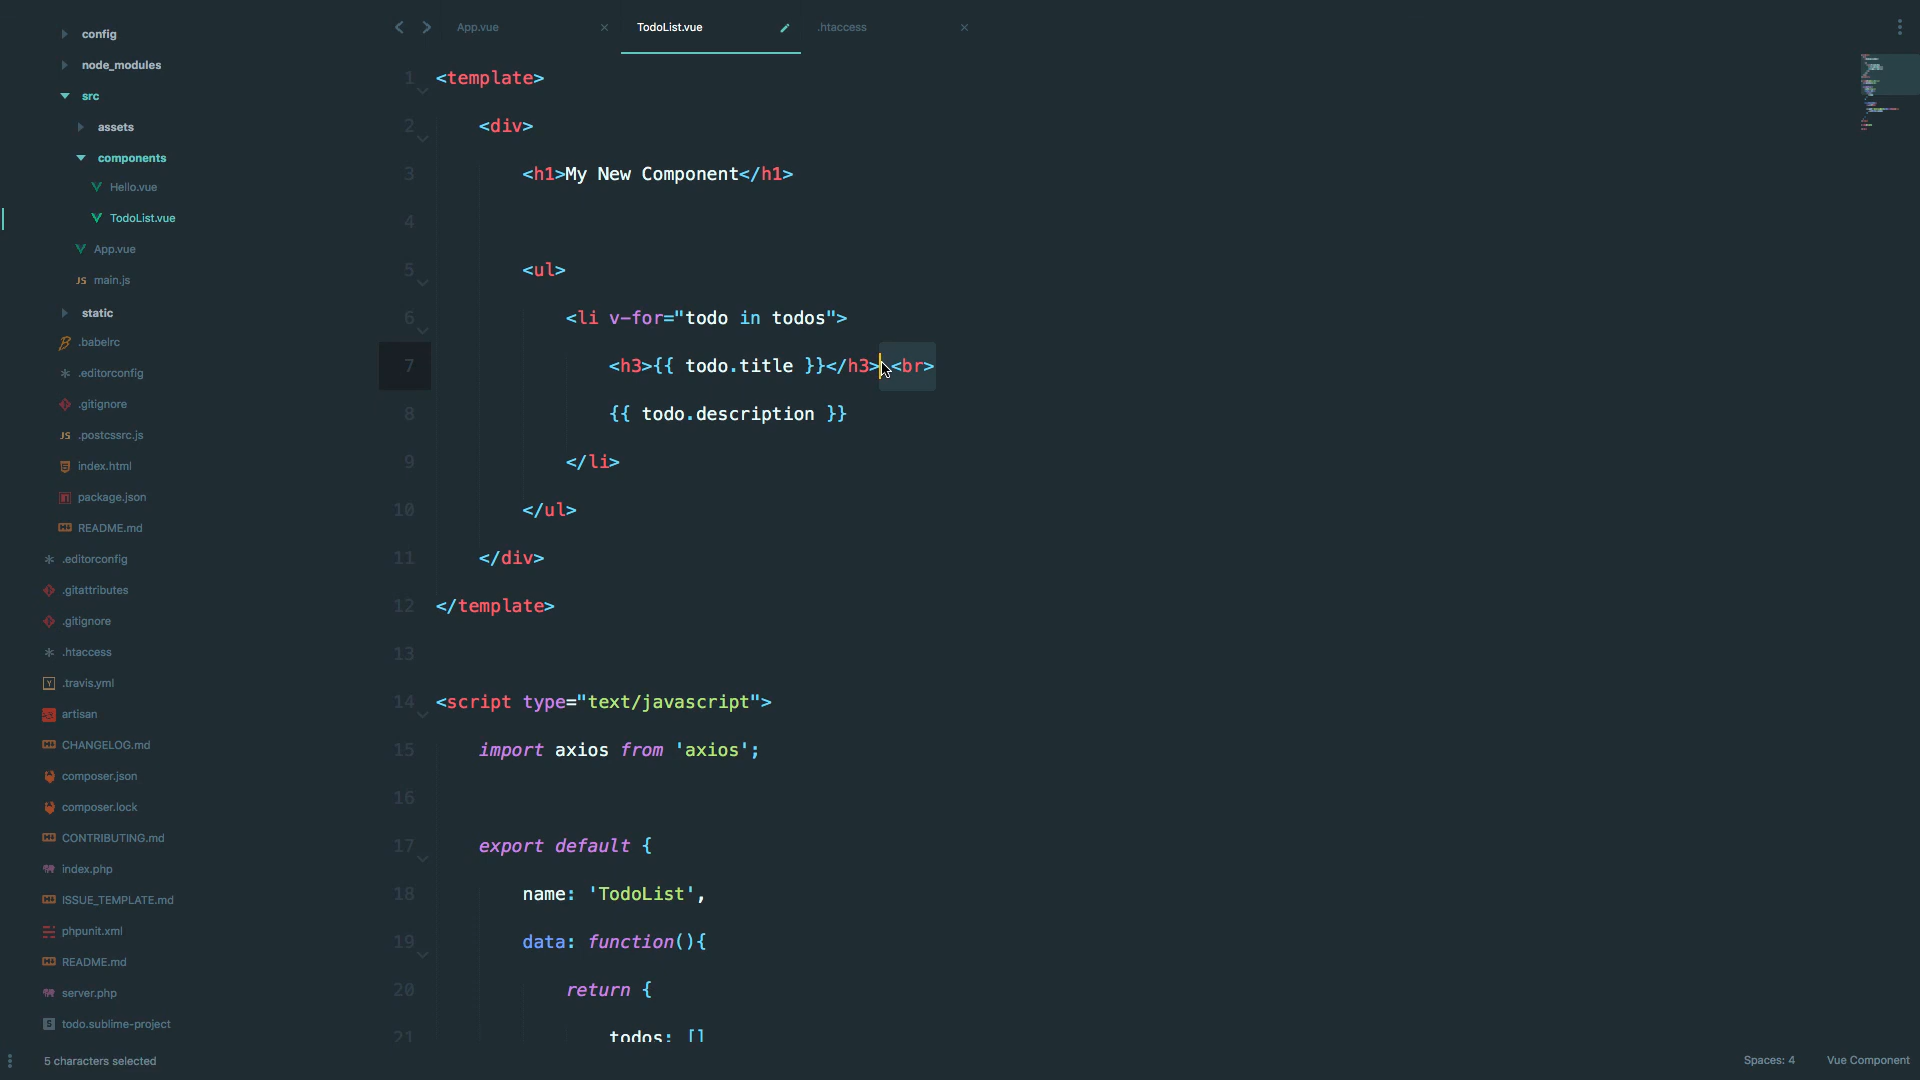 config
node_modules
src
assets
components
Hello.vue
TodoList.vue
App.vue
JS main.js
static
.babelrc
.editorconfig
.gitignore
JS .postcssrc.js
index.html
package.json
README.md
.editorconfig
.gitattributes
.gitignore
.htaccess
.travis.yml
artisan
CHANGELOG.md
composer.json
composer.lock
CONTRIBUTING.md
index.php
ISSUE_TEMPLATE.md
phpunit.xml
README.md
server.php
todo.sublime-project
App.vue TodoList.vue .htaccess
1 <template>
2 <div>
3 <h1>My New Component</h1>
4
5 <ul>
6 <li v-for="todo in todos">
7 <h3>{{ todo.title }}</h3> <br>
8 {{ todo.description }}
9 </li>
10 </ul>
11 </div>
12 </template>
13
14 <script type="text/javascript">
15 import axios from 'axios';
16
17 export default {
18 name: 'TodoList',
19 data: function(){
20 return {
21 todos: []
5 characters selected
Spaces: 4 Vue Component